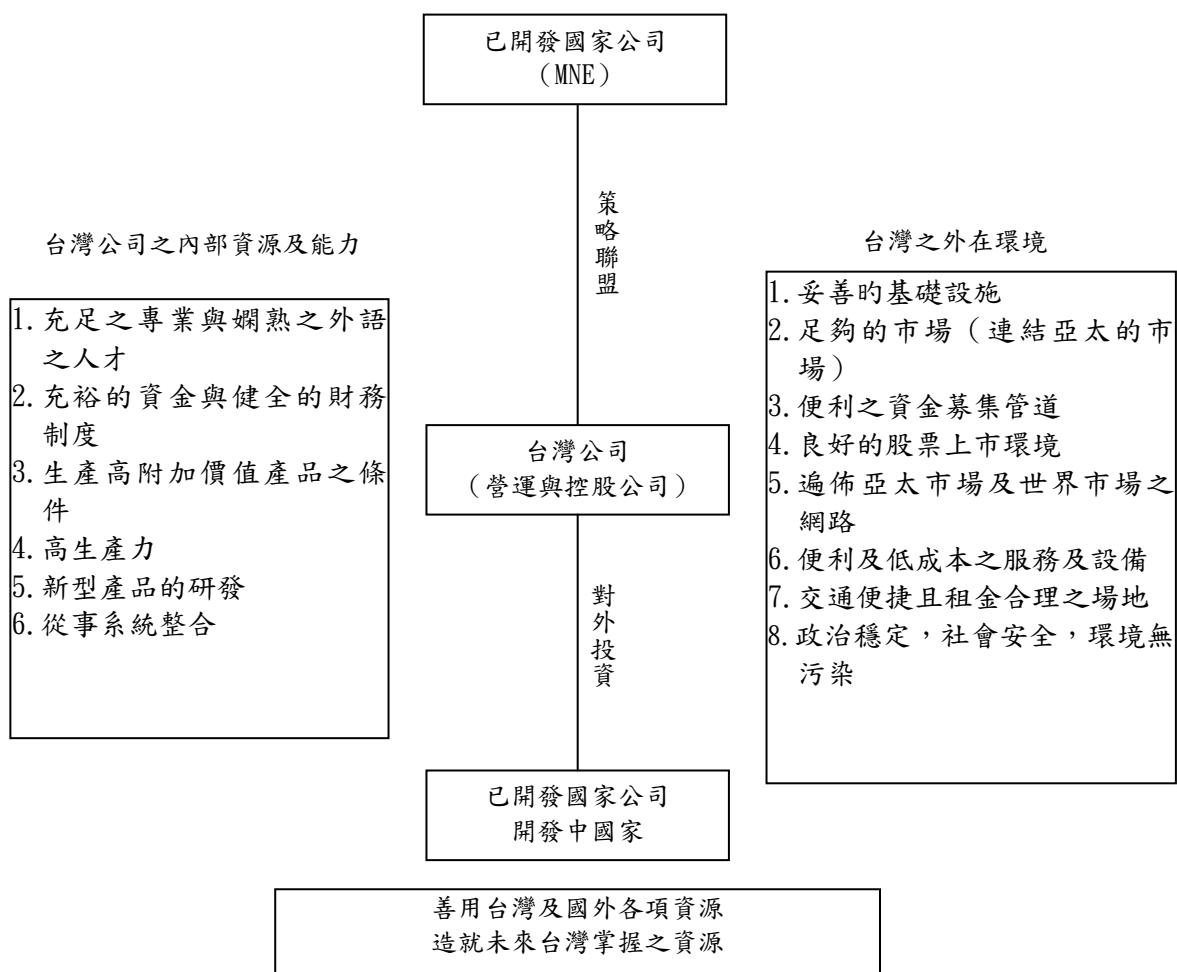 已開發國家公司
（MNE）
策略聯盟
台灣公司之內部資源及能力
1.充足之專業與嫻熟之外語
之人才
2.充裕的資金與健全的財務
制度
3.生產高附加價值產品之條
件
4.高生產力
5.新型產品的研發
6.從事系統整合
台灣公司
（營運與控股公司）
台灣之外在環境
1.妥善的基礎設施
2.足夠的市場（連結亞太的市
場）
3.便利之資金募集管道
4.良好的股票上市環境
5.遍佈亞太市場及世界市場之
網路
6.便利及低成本之服務及設備
7.交通便捷且租金合理之場地
8.政治穩定，社會安全，環境無
污染
對外投資
已開發國家公司
開發中國家
善用台灣及國外各項資源
造就未來台灣掌握之資源